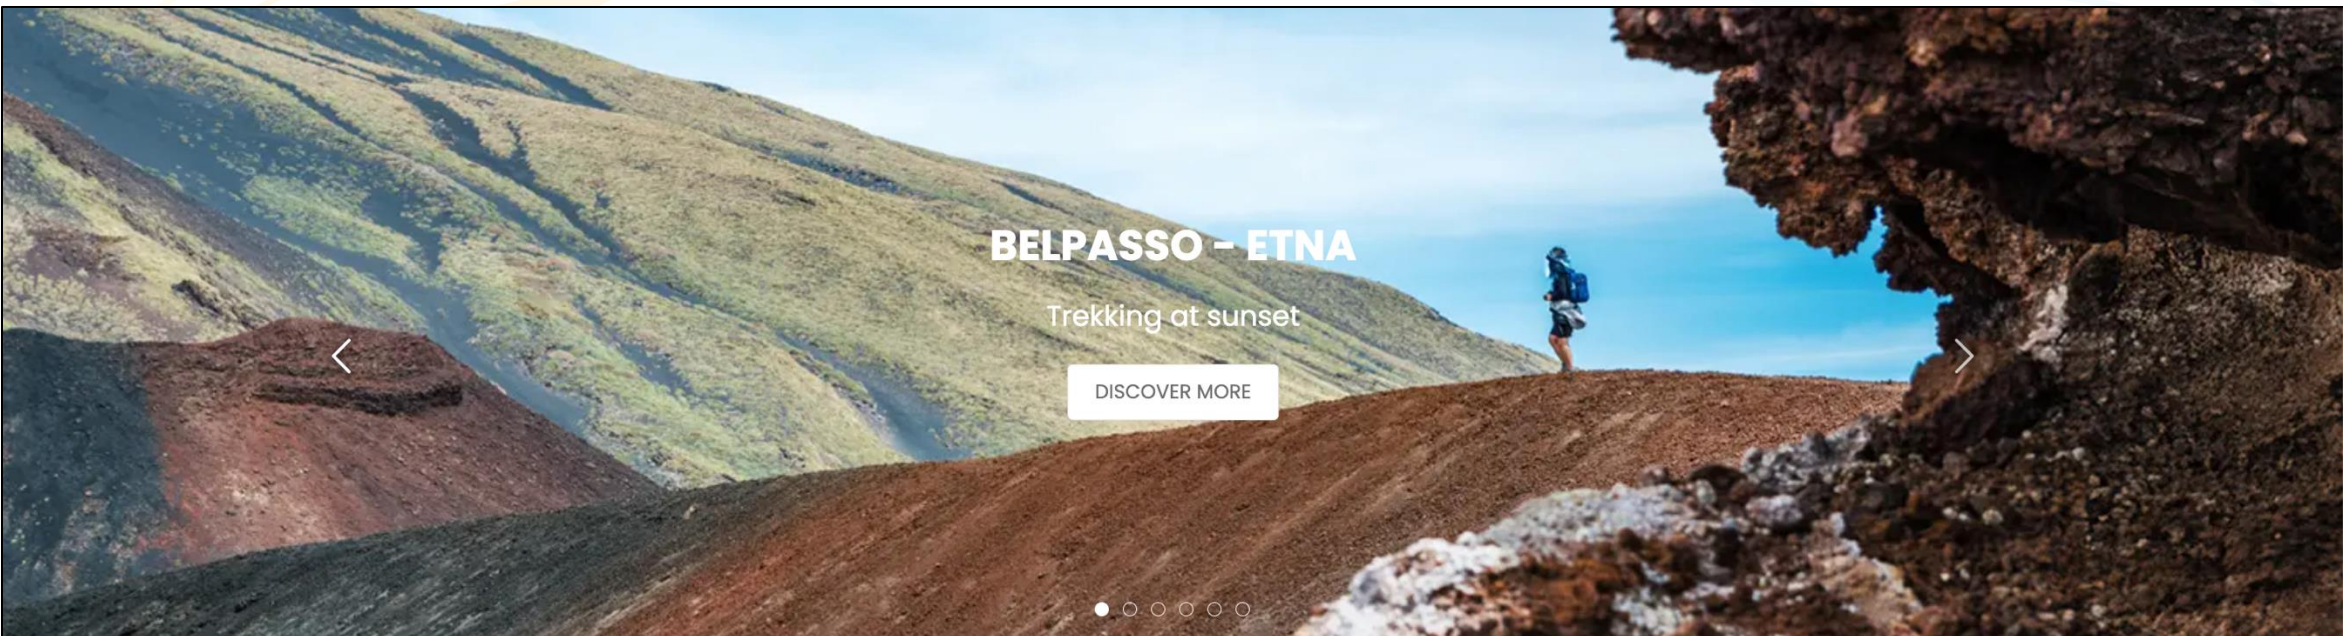 BELPASSO - ETNA
Trekking at sunset
DISCOVER MORE